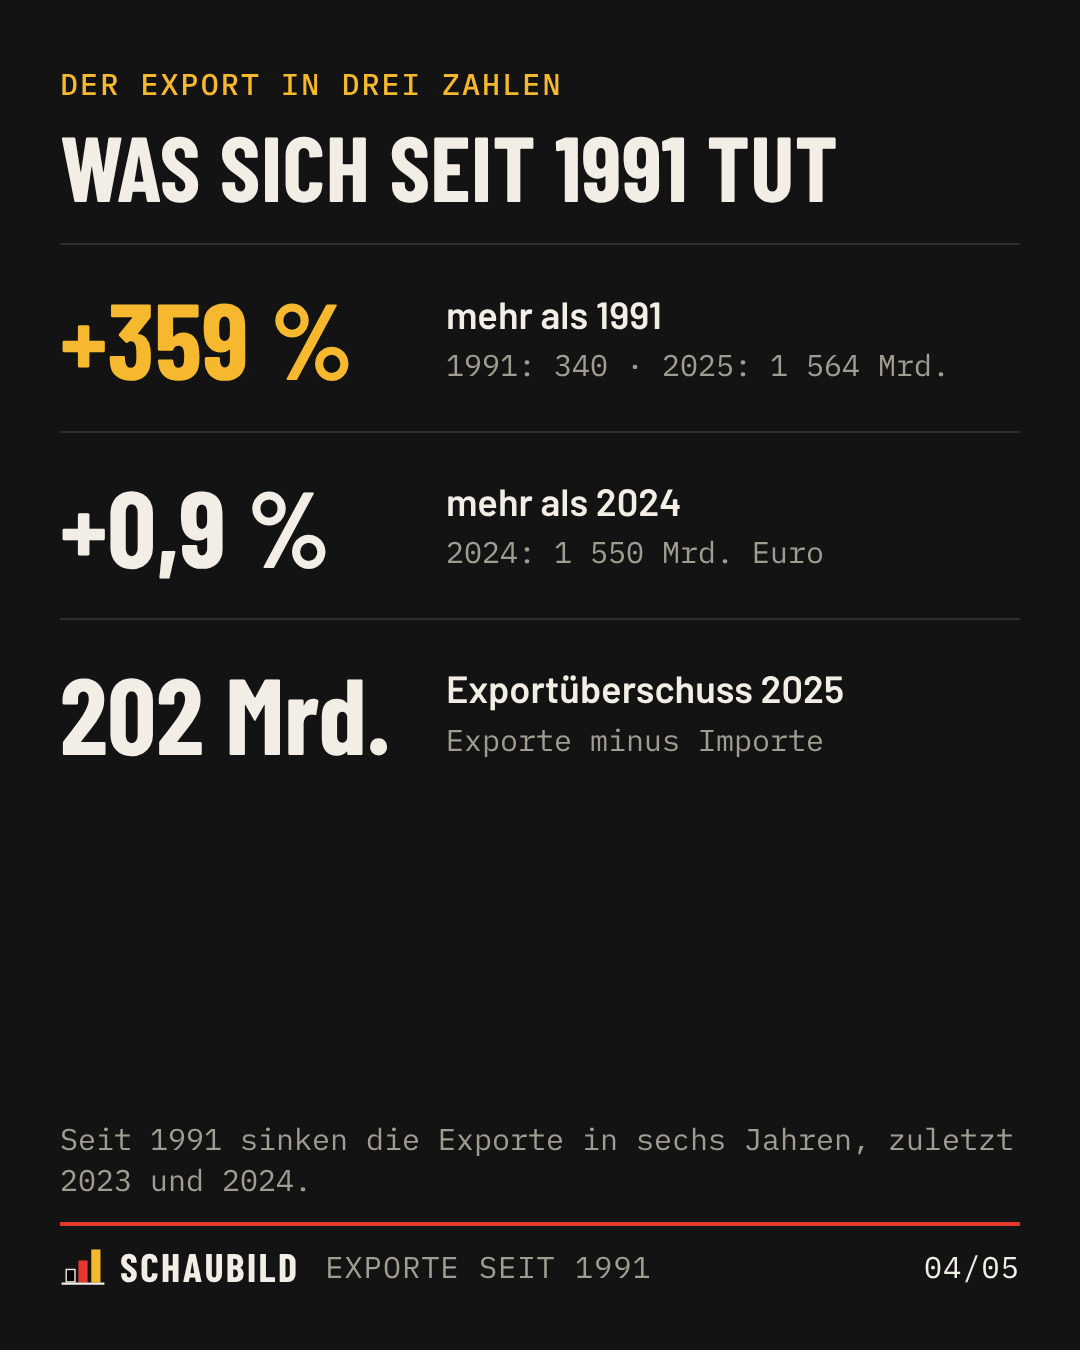 DER EXPORT IN DREI ZAHLEN
WAS SICH SEIT 1991 TUT
+359 %
mehr als 1991
1991: 340 · 2025: 1 564 Mrd.
+0,9 %
mehr als 2024
2024: 1 550 Mrd. Euro
202 Mrd.
Exportüberschuss 2025
Exporte minus Importe
Seit 1991 sinken die Exporte in sechs Jahren, zuletzt
2023 und 2024.
SCHAUBILD EXPORTE SEIT 1991 04/05